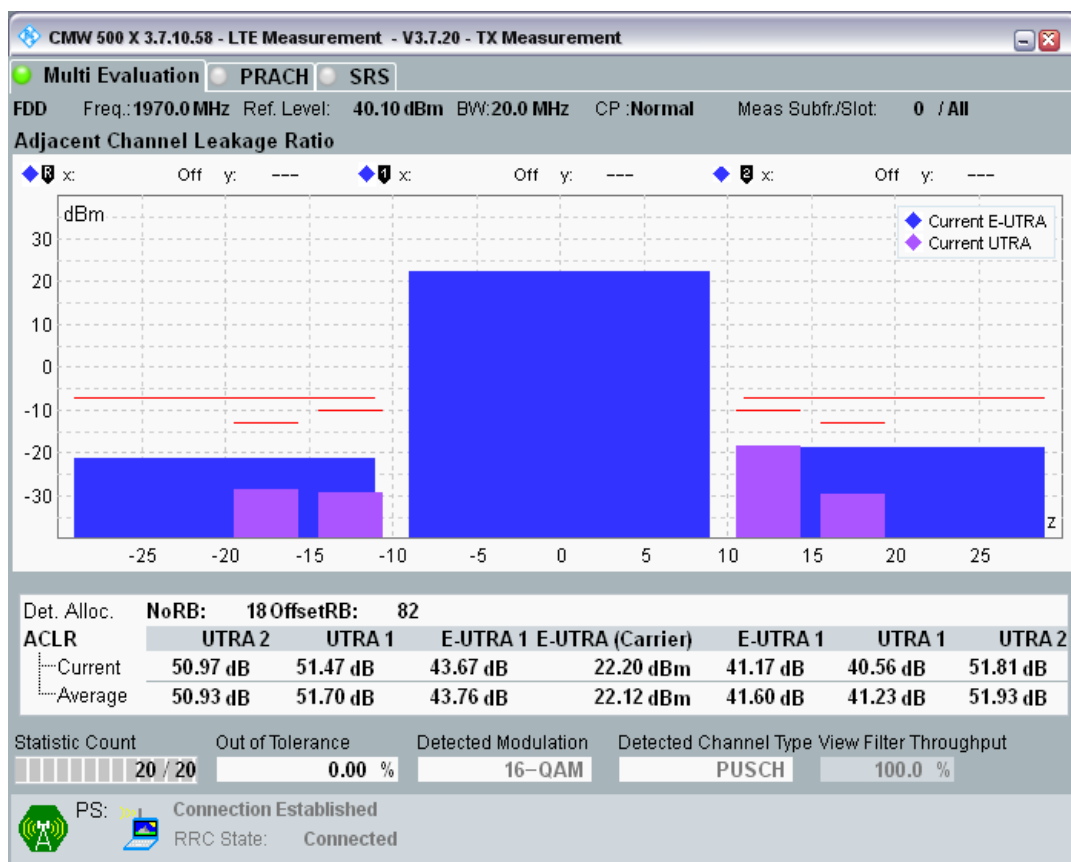 CMW 500 X 3.7.10.58 - LTE Measurement - V3.7.20 - TX Measurement
Multi Evaluation PRACH SRS
FDD Freq.: 1970.0 MHz Ref. Level: 40.10 dBm BW: 20.0 MHz CP : Normal Meas Subfr./Slot: 0 / All
Adjacent Channel Leakage Ratio
R x: Off y: --- 1 x: Off y: --- 2 x: Off y: ---
dBm
Current E-UTRA
Current UTRA
30
20
10
0
-10
-20
-30
z
-25 -20 -15 -10 -5 0 5 10 15 20 25
Det. Alloc. NoRB: 18 OffsetRB: 82
ACLR UTRA 2 UTRA 1 E-UTRA 1 E-UTRA (Carrier) E-UTRA 1 UTRA 1 UTRA 2
Current 50.97 dB 51.47 dB 43.67 dB 22.20 dBm 41.17 dB 40.56 dB 51.81 dB
Average 50.93 dB 51.70 dB 43.76 dB 22.12 dBm 41.60 dB 41.23 dB 51.93 dB
Statistic Count Out of Tolerance Detected Modulation Detected Channel Type View Filter Throughput
20 / 20 0.00 % 16-QAM PUSCH 100.0 %
PS: Connection Established
RRC State: Connected